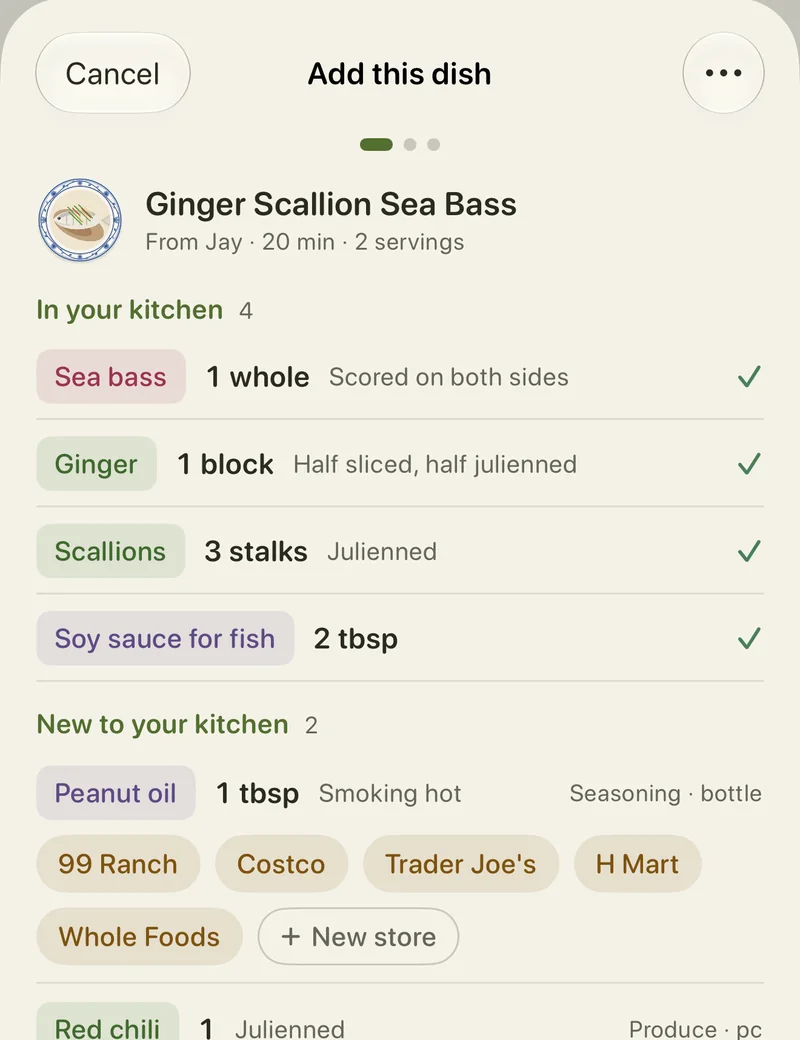 Cancel
Add this dish
Ginger Scallion Sea Bass
From Jay · 20 min · 2 servings
In your kitchen 4
Sea bass 1 whole Scored on both sides
Ginger 1 block Half sliced, half julienned
Scallions 3 stalks Julienned
Soy sauce for fish 2 tbsp
New to your kitchen 2
Peanut oil 1 tbsp Smoking hot Seasoning · bottle
99 Ranch Costco Trader Joe's H Mart
Whole Foods + New store
Red chili 1 Julienned Produce · pc